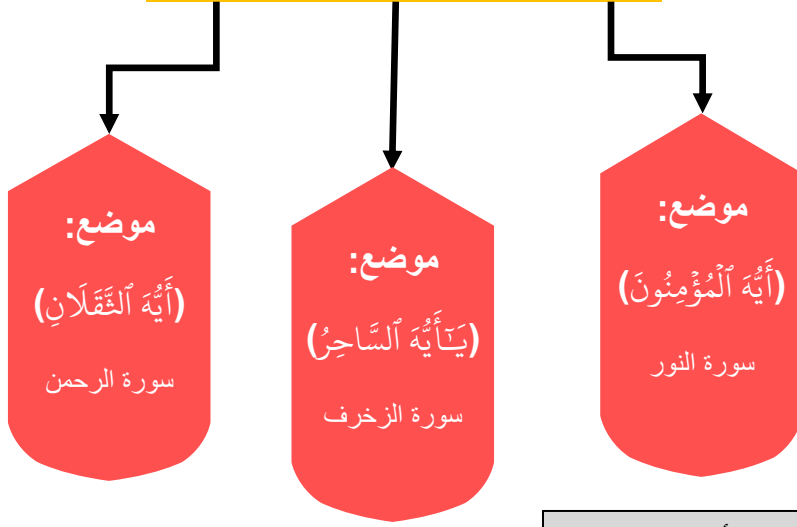 موضع:
(أَيُّهَ ٱلْمُؤْمِنُونَ)
سورة النور
موضع:
(يَـٰٓأَيُّهَ ٱلسَّاحِرُ)
سورة الزخرف
موضع:
(أَيُّهَ ٱلثَّقَلَانِ)
سورة الرحمن